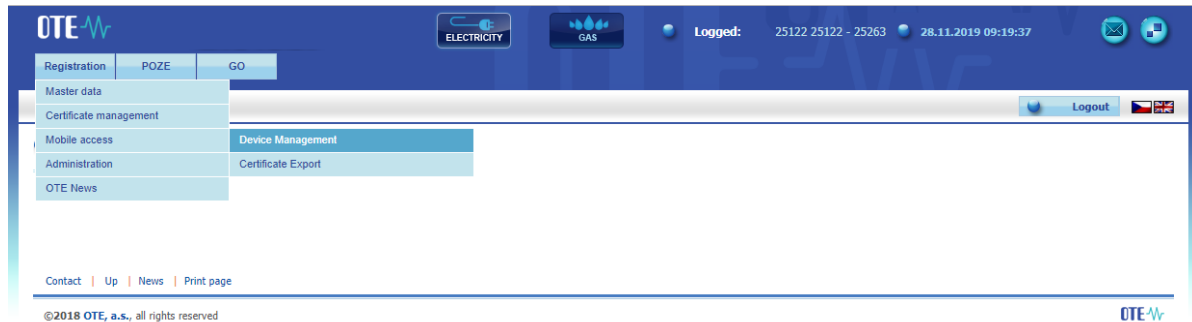 OTE
ELECTRICITY
GAS
Logged: 25122 25122 - 25263 28.11.2019 09:19:37
Registration POZE GO
Master data
Certificate management
Logout
Mobile access Device Management
Administration Certificate Export
OTE News
Contact | Up | News | Print page
©2018 OTE, a.s., all rights reserved
OTE